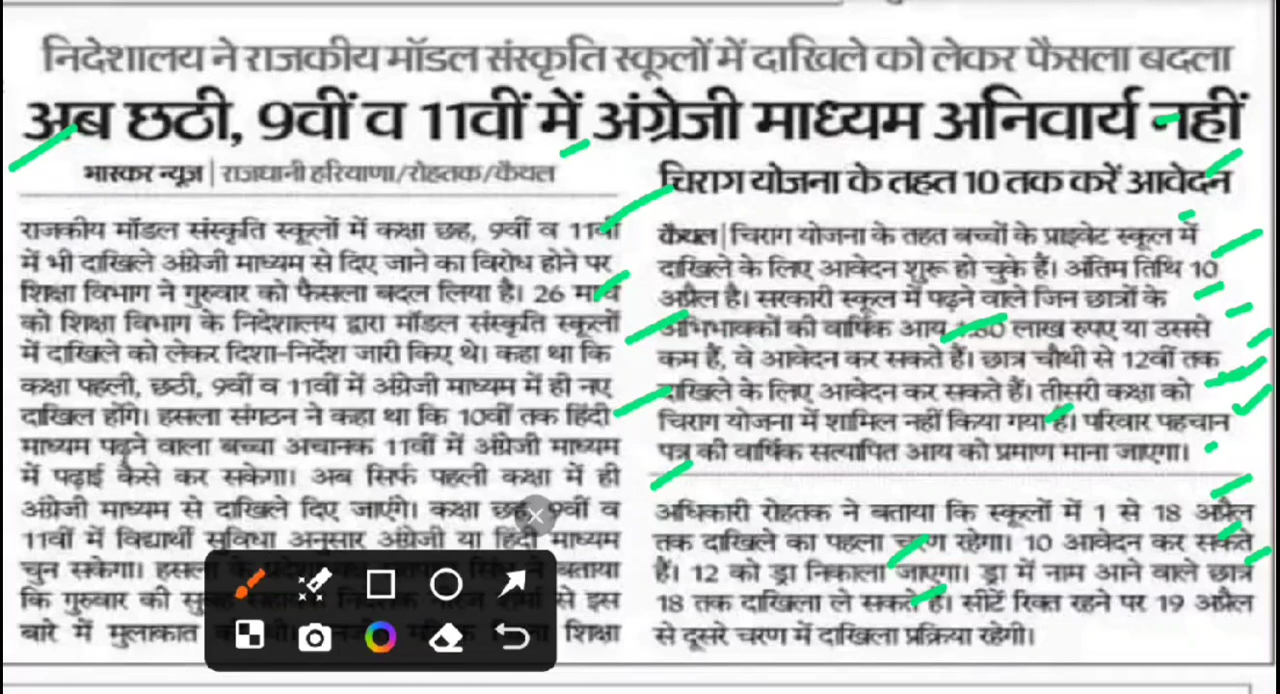 निदेशालय ने राजकीय मॉडल संस्कृति स्कूलों में दाखिले को लेकर फैसला बदला
अब छठी, 9वीं व 11वीं में अंग्रेजी माध्यम अनिवार्य नहीं
भास्कर न्यूज | राजधानी हरियाणा/रोहतक/कैथल
राजकीय मॉडल संस्कृति स्कूलों में कक्षा छह, 9वीं व 11वीं
में भी दाखिले अंग्रेजी माध्यम से दिए जाने का विरोध होने पर
शिक्षा विभाग ने गुरुवार को फैसला बदल लिया है। 26 मार्च
को शिक्षा विभाग के निदेशालय द्वारा मॉडल संस्कृति स्कूलों
में दाखिले को लेकर दिशा-निर्देश जारी किए थे। कहा था कि
कक्षा पहली, छठी, 9वीं व 11वीं में अंग्रेजी माध्यम में ही नए
दाखिल होंगे। हसला संगठन ने कहा था कि 10वीं तक हिंदी
माध्यम पढ़ने वाला बच्चा अचानक 11वीं में अंग्रेजी माध्यम
में पढ़ाई कैसे कर सकेगा। अब सिर्फ पहली कक्षा में ही
अंग्रेजी माध्यम से दाखिले दिए जाएंगे। कक्षा छह, 9वीं व
11वीं में विद्यार्थी सुविधा अनुसार अंग्रेजी या हिंदी माध्यम
चुन सकेगा। हसला के ने बताया
कि गुरुवार की से इस
बारे में मुलाकात शिक्षा
चिराग योजना के तहत 10 तक करें आवेदन
कैथल | चिराग योजना के तहत बच्चों के प्राइवेट स्कूल में
दाखिले के लिए आवेदन शुरू हो चुके हैं। अंतिम तिथि 10
अप्रैल है। सरकारी स्कूल में पढ़ने वाले जिन छात्रों के
अभिभावकों की वार्षिक आय लाख रुपए या उससे
कम है, वे आवेदन कर सकते हैं। छात्र चौथी से 12वीं तक
दाखिले के लिए आवेदन कर सकते हैं। तीसरी कक्षा को
चिराग योजना में शामिल नहीं किया गया है। परिवार पहचान
पत्र की वार्षिक सत्यापित आय को प्रमाण माना जाएगा।
अधिकारी रोहतक ने बताया कि स्कूलों में 1 से 18 अप्रैल
तक दाखिले का पहला चरण रहेगा। 10 आवेदन कर सकते
हैं। 12 को ड्रा निकाला जाएगा। ड्रा में नाम आने वाले छात्र
18 तक दाखिला ले सकते हैं। सीटें रिक्त रहने पर 19 अप्रैल
से दूसरे चरण में दाखिला प्रक्रिया रहेगी।